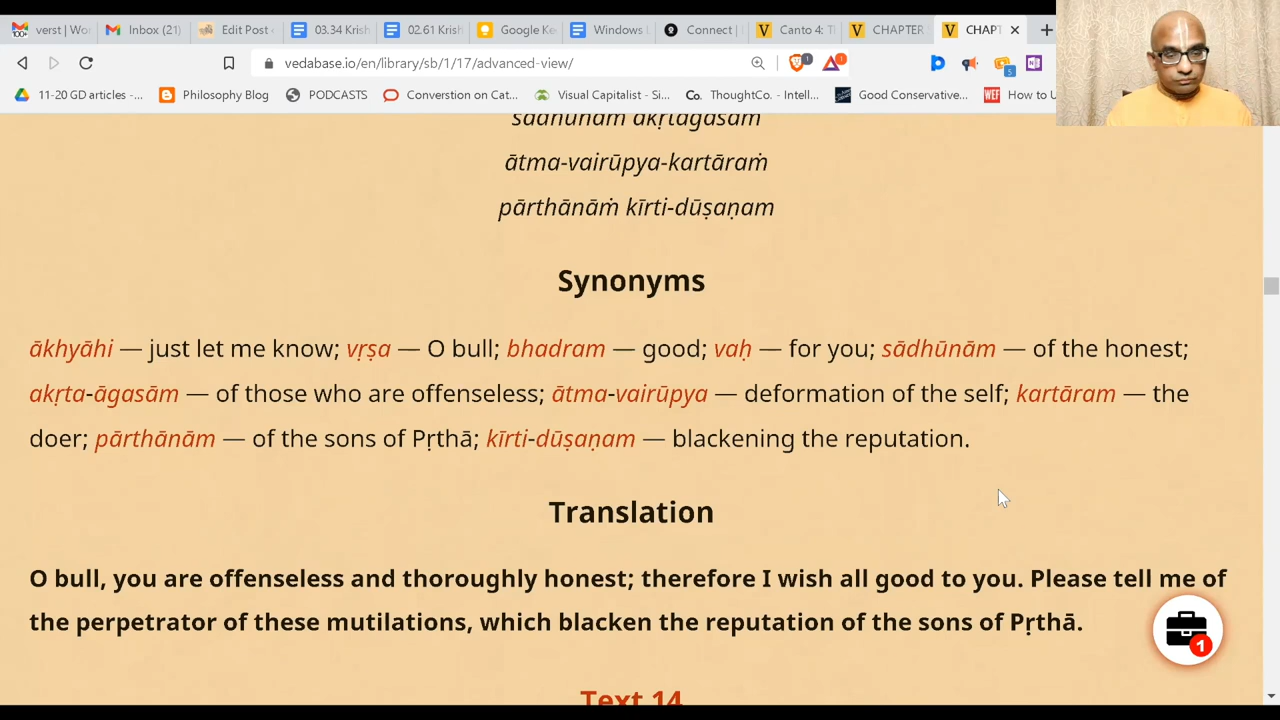 verst | Wo
Inbox (21)
Edit Post -
03.34 Krish
02.61 Krish
Google Ke
Windows
Connect |
Canto 4: Th
CHAPTER
CHAPT
vedabase.io/en/library/sb/1/17/advanced-view/
1
1
5
11-20 GD articles -...
Philosophy Blog
PODCASTS
Converstion on Cat...
Visual Capitalist - Si...
Co. ThoughtCo. - Intell...
Good Conservative...
WEF How to U
sādhūnām akṛtāgasām
ātma-vairūpya-kartāraṁ
pārthānāṁ kīrti-dūṣaṇam
Synonyms
ākhyāhi — just let me know; vṛṣa — O bull; bhadram — good; vaḥ — for you; sādhūnām — of the honest;
akṛta-āgasām — of those who are offenseless; ātma-vairūpya — deformation of the self; kartāram — the
doer; pārthānām — of the sons of Pṛthā; kīrti-dūṣaṇam — blackening the reputation.
Translation
O bull, you are offenseless and thoroughly honest; therefore I wish all good to you. Please tell me of
the perpetrator of these mutilations, which blacken the reputation of the sons of Pṛthā.
1
Text 14